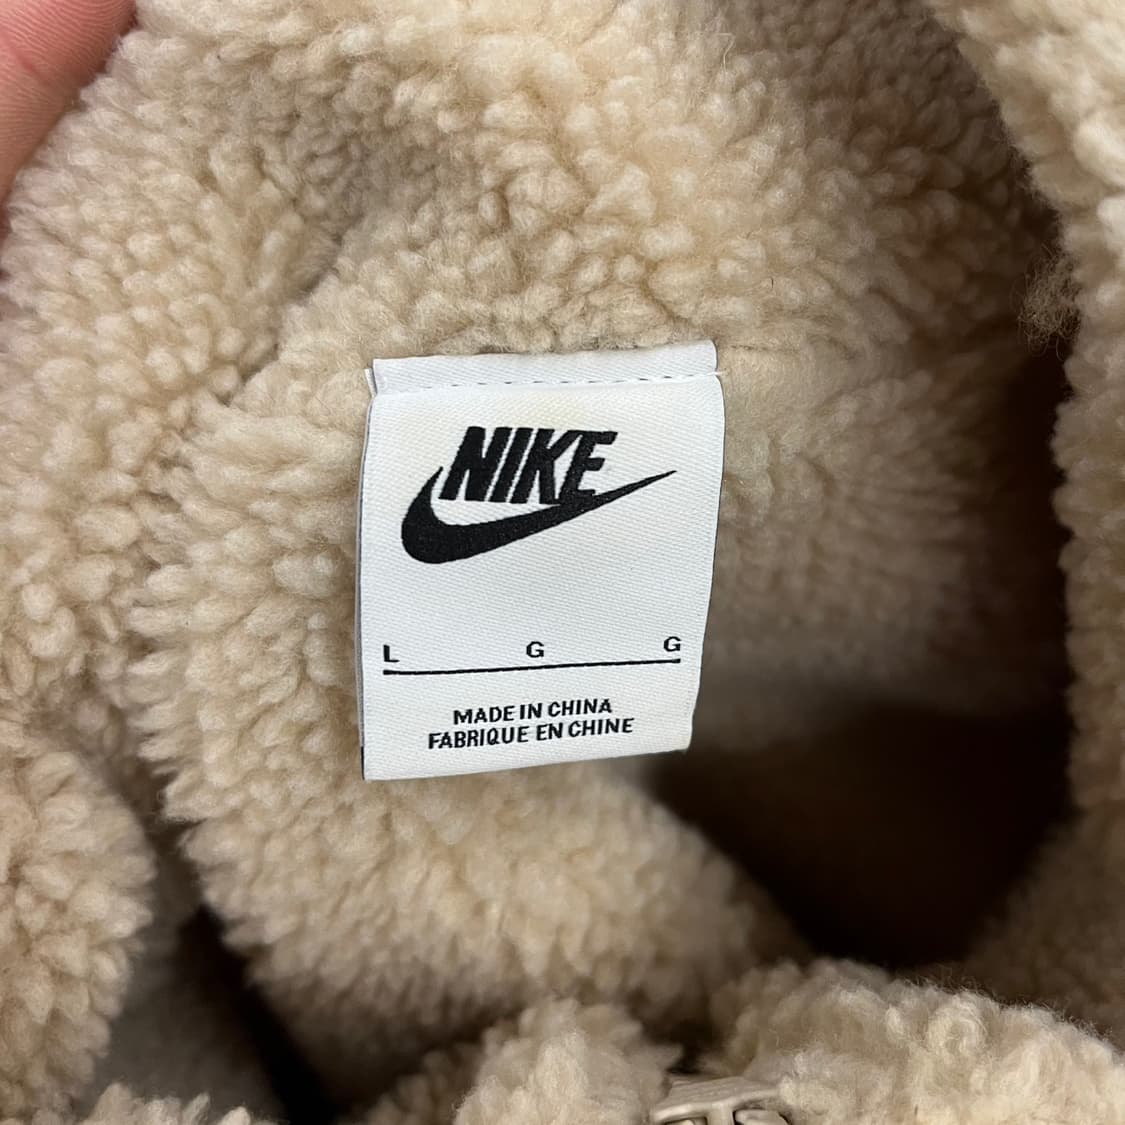 NIKE
L G G
MADE IN CHINA
FABRIQUE EN CHINE